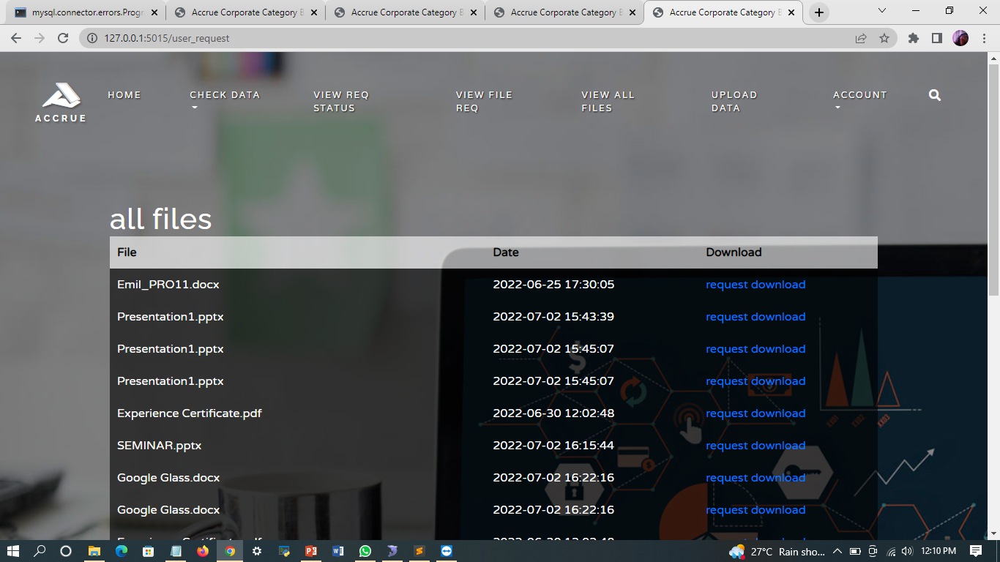 mysql.connector.errors.Progr
Accrue Corporate Category B
Accrue Corporate Category B
Accrue Corporate Category B
Accrue Corporate Category B
127.0.0.1:5015/user_request
ACCRUE
HOME
CHECK DATA
VIEW REQ
STATUS
VIEW FILE
REQ
VIEW ALL
FILES
UPLOAD
DATA
ACCOUNT
all files
File Date Download
Emil_PRO11.docx 2022-06-25 17:30:05 request download
Presentation1.pptx 2022-07-02 15:43:39 request download
Presentation1.pptx 2022-07-02 15:45:07 request download
Presentation1.pptx 2022-07-02 15:45:07 request download
Experience Certificate.pdf 2022-06-30 12:02:48 request download
SEMINAR.pptx 2022-07-02 16:15:44 request download
Google Glass.docx 2022-07-02 16:22:16 request download
Google Glass.docx 2022-07-02 16:22:16 request download
27°C Rain sho... 12:10 PM